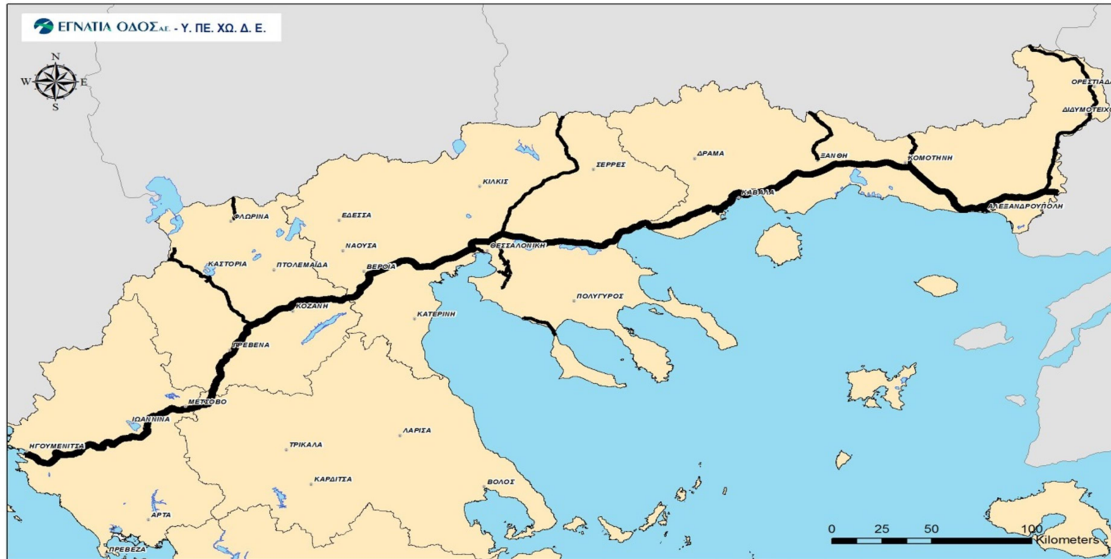 ΕΓΝΑΤΙΑ ΟΔΟΣ Α.Ε. - Υ. ΠΕ. ΧΩ. Δ. Ε.
N
W E
S
ΟΡΕΣΤΙΑΔΑ
ΔΙΔΥΜΟΤΕΙΧΟ
ΣΕΡΡΕΣ
ΔΡΑΜΑ
ΞΑΝΘΗ
ΚΟΜΟΤΗΝΗ
ΚΙΛΚΙΣ
ΚΑΒΑΛΑ
ΑΛΕΞΑΝΔΡΟΥΠΟΛΗ
ΦΛΩΡΙΝΑ
ΕΔΕΣΣΑ
ΝΑΟΥΣΑ
ΘΕΣΣΑΛΟΝΙΚΗ
ΚΑΣΤΟΡΙΑ
ΠΤΟΛΕΜΑΙΔΑ
ΒΕΡΟΙΑ
ΠΟΛΥΓΥΡΟΣ
ΚΟΖΑΝΗ
ΚΑΤΕΡΙΝΗ
ΓΡΕΒΕΝΑ
ΜΕΤΣΟΒΟ
ΙΩΑΝΝΙΝΑ
ΗΓΟΥΜΕΝΙΤΣΑ
ΛΑΡΙΣΑ
ΤΡΙΚΑΛΑ
ΚΑΡΔΙΤΣΑ
ΒΟΛΟΣ
ΑΡΤΑ
ΠΡΕΒΕΖΑ
0 25 50 100
Kilometers